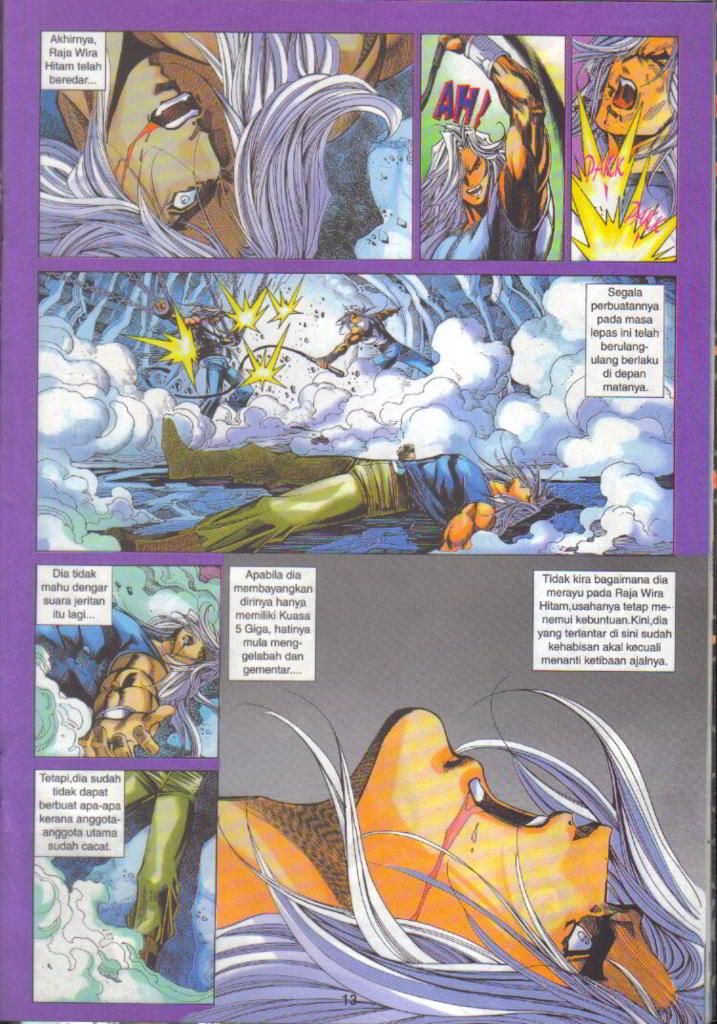 Akhirnya,
Raja Wira
Hitam telah
beredar...
AH!
DAKK
DAKK
Segala
perbuatannya
pada masa
lepas ini telah
berulang-
ulang berlaku
di depan
matanya.
Dia tidak
mahu dengar
suara jeritan
itu lagi...
Apabila dia
membayangkan
dirinya hanya
memiliki Kuasa
5 Giga, hatinya
mula meng-
gelabah dan
gementar....
Tidak kira bagaimana dia
merayu pada Raja Wira
Hitam,usahanya tetap me-
nemui kebuntuan.Kini,dia
yang terlantar di sini sudah
kehabisan akal kecuali
menanti ketibaan ajalnya.
Tetapi,dia sudah
tidak dapat
berbuat apa-apa
kerana anggota-
anggota utama
sudah cacat.
13